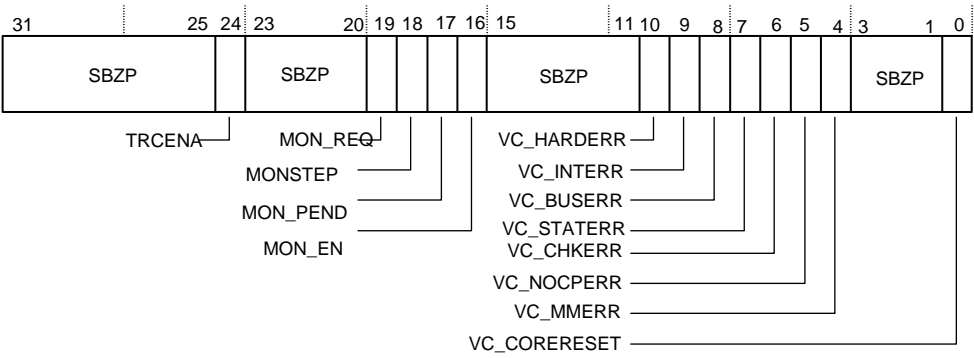 31 25 24 23 20 19 18 17 16 15 11 10 9 8 7 6 5 4 3 1 0
SBZP SBZP SBZP SBZP
TRCENA MON_REQ VC_HARDERR
MONSTEP VC_INTERR
MON_PEND VC_BUSERR
VC_STATERR
MON_EN VC_CHKERR
VC_NOCPERR
VC_MMERR
VC_CORERESET